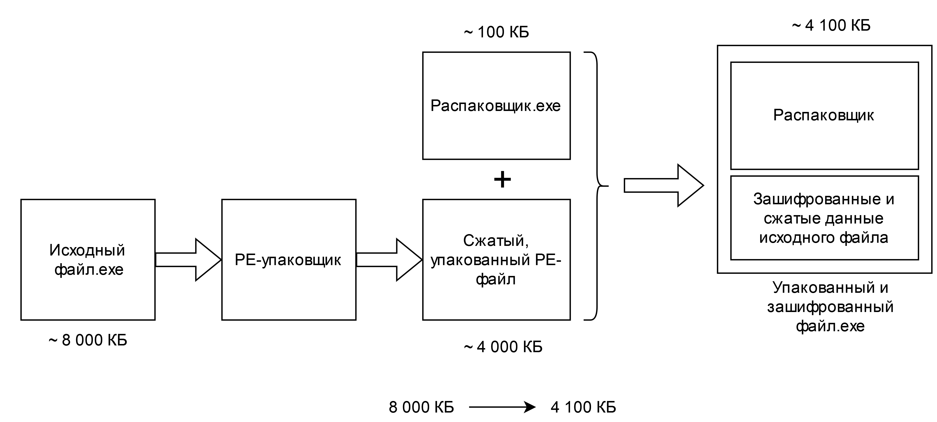 ~ 100 КБ
Распаковщик.exe
+
Исходный
файл.exe
~ 8 000 КБ
PE-упаковщик
Сжатый,
упакованный PE-
файл
~ 4 000 КБ
~ 4 100 КБ
Распаковщик
Зашифрованные и
сжатые данные
исходного файла
Упакованный и
зашифрованный
файл.exe
8 000 КБ
4 100 КБ